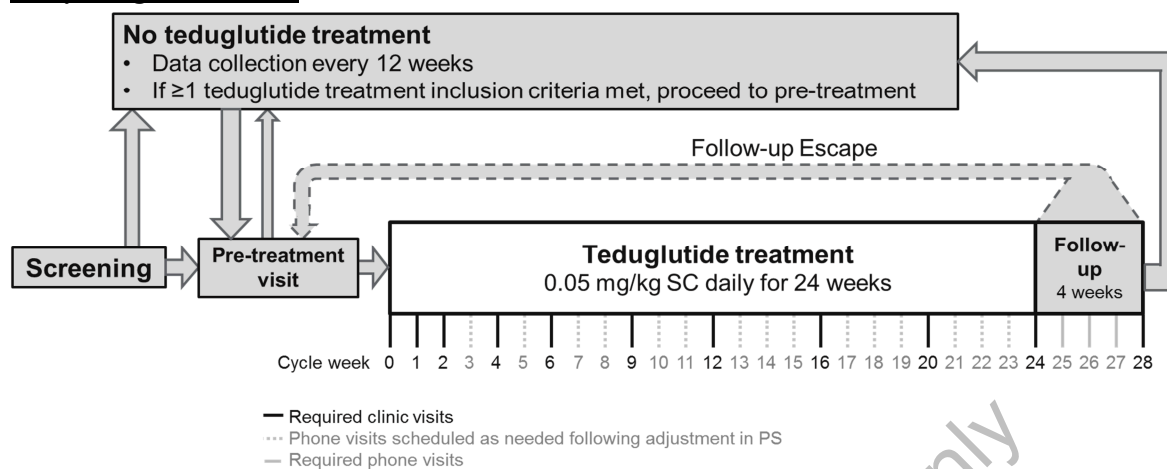 No teduglutide treatment
• Data collection every 12 weeks
• If ≥1 teduglutide treatment inclusion criteria met, proceed to pre-treatment
Follow-up Escape
Screening
Pre-treatment
visit
Teduglutide treatment
0.05 mg/kg SC daily for 24 weeks
Follow-
up
4 weeks
Cycle week 0 1 2 3 4 5 6 7 8 9 10 11 12 13 14 15 16 17 18 19 20 21 22 23 24 25 26 27 28
Required clinic visits
Phone visits scheduled as needed following adjustment in PS
Required phone visits
nly